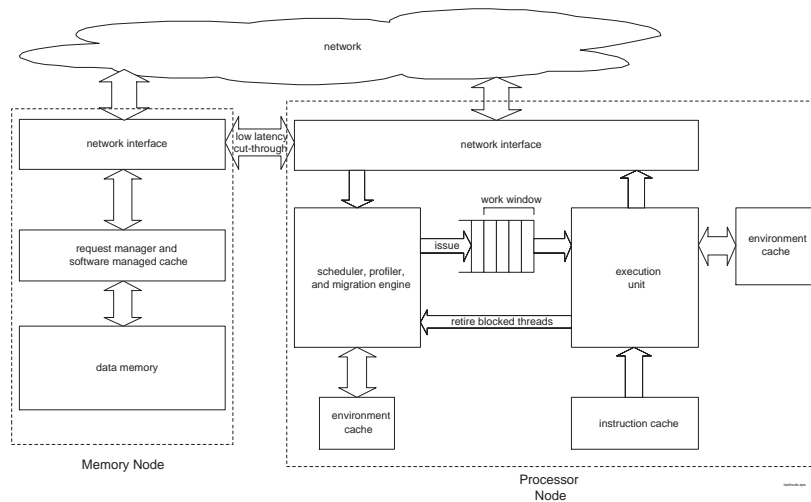 network
network interface
low latency
cut-through
network interface
request manager and
software managed cache
data memory
Memory Node
work window
issue
scheduler, profiler,
and migration engine
execution
unit
environment
cache
retire blocked threads
environment
cache
instruction cache
Processor
Node